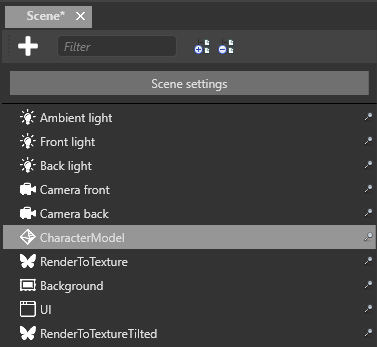 Scene*
Filter
Scene settings
Ambient light
Front light
Back light
Camera front
Camera back
CharacterModel
RenderToTexture
Background
UI
RenderToTextureTilted